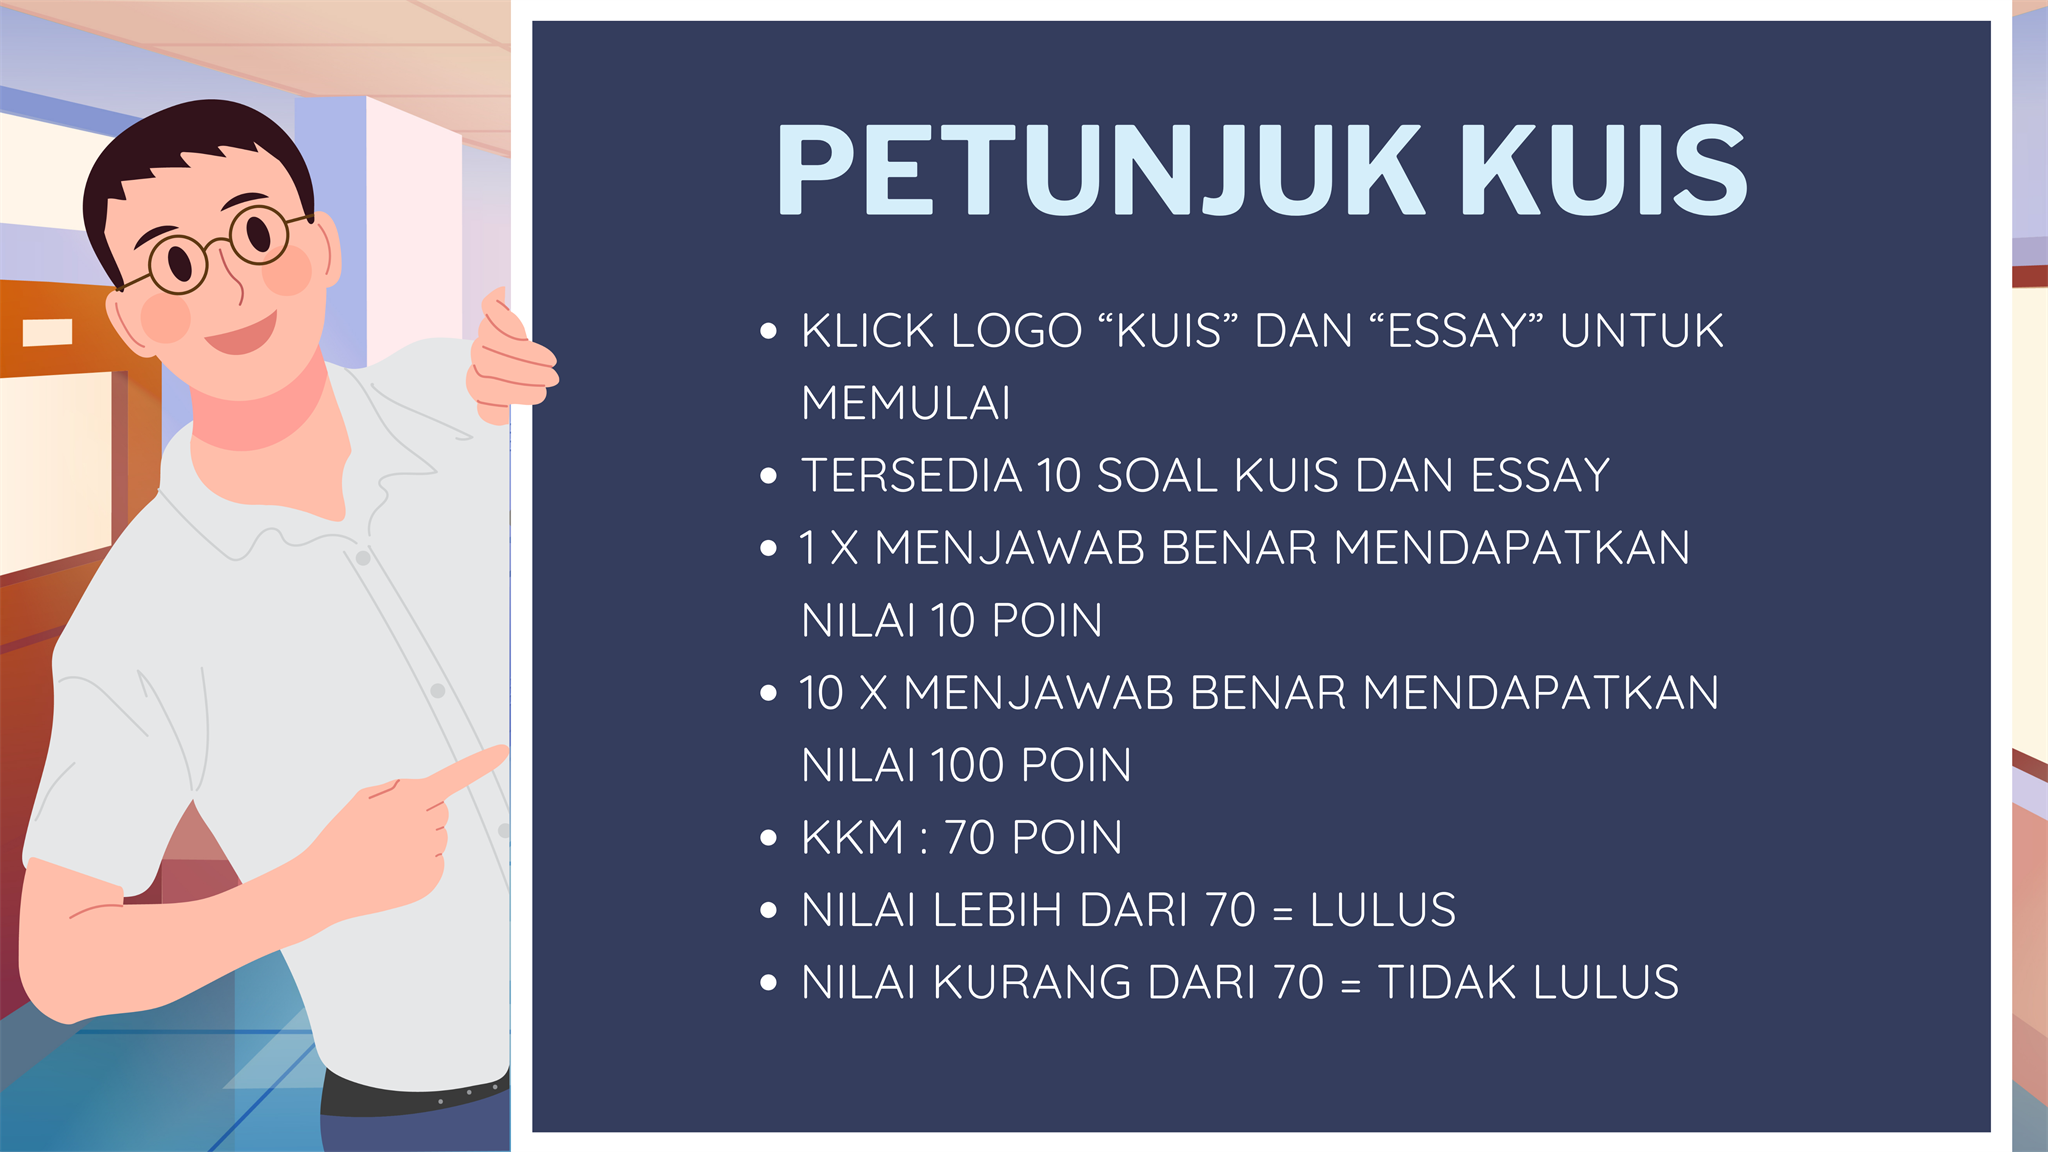 PETUNJUK KUIS
• KLICK LOGO “KUIS” DAN “ESSAY” UNTUK
MEMULAI
• TERSEDIA 10 SOAL KUIS DAN ESSAY
• 1 X MENJAWAB BENAR MENDAPATKAN
NILAI 10 POIN
• 10 X MENJAWAB BENAR MENDAPATKAN
NILAI 100 POIN
• KKM : 70 POIN
• NILAI LEBIH DARI 70 = LULUS
• NILAI KURANG DARI 70 = TIDAK LULUS